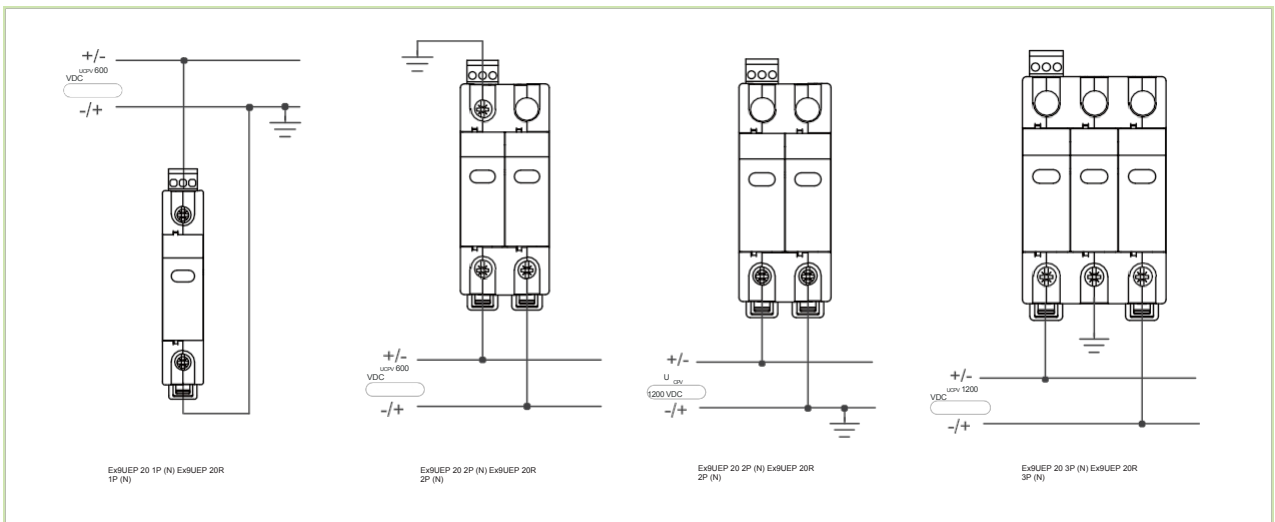 +/-
UCPV 600
VDC
-/+
Ex9UEP 20 1P (N) Ex9UEP 20R
1P (N)
+/-
UCPV 600
VDC
-/+
Ex9UEP 20 2P (N) Ex9UEP 20R
2P (N)
+/-
U CPV
1200 VDC
-/+
Ex9UEP 20 2P (N) Ex9UEP 20R
2P (N)
+/-
UCPV 1200
VDC
-/+
Ex9UEP 20 3P (N) Ex9UEP 20R
3P (N)